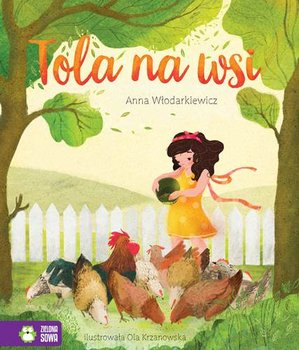 Tola na wsi
Anna Włodarkiewicz
ZIELONA
SOWA
Ilustrowała Ola Krzanowska